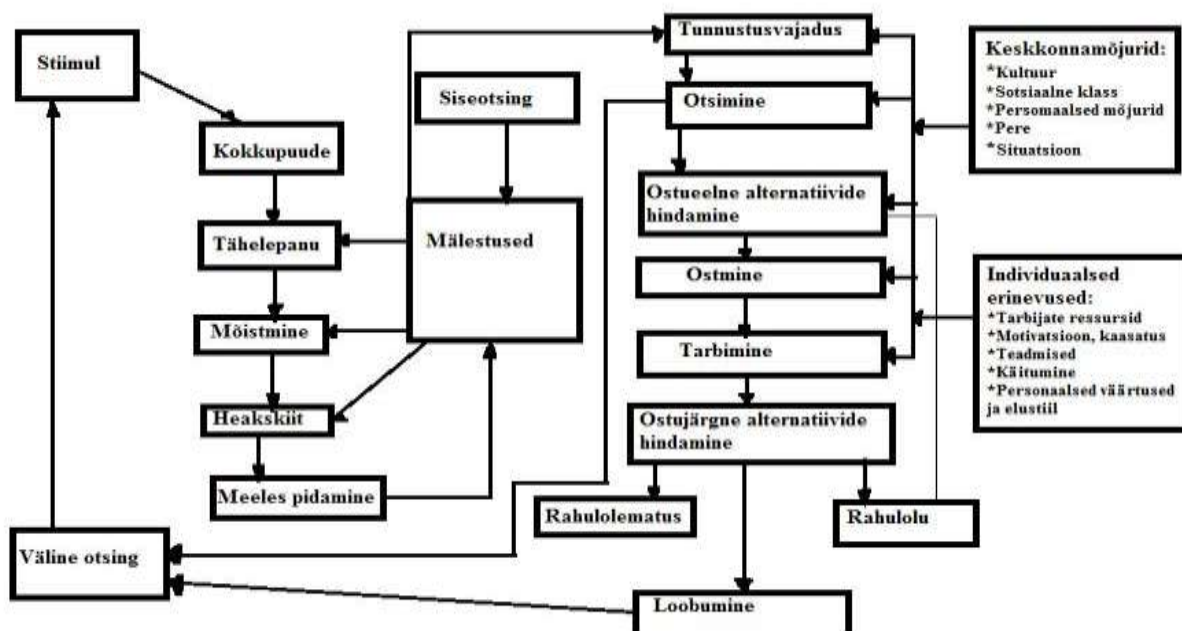 Stiimul
Kokkupuude
Tähelepanu
Mõistmine
Heakskiit
Meeles pidamine
Väline otsing
Siseotsing
Mälestused
Tunnustusvajadus
Otsimine
Ostueelne alternatiivide
hindamine
Ostmine
Tarbimine
Ostujärgne alternatiivide
hindamine
Rahulolematus
Rahulolu
Loobumine
Keskkonnamõjurid:
*Kultuur
*Sotsiaalne klass
*Persomaalsed mõjurid
*Pere
*Situatsioon
Individuaalsed
erinevused:
*Tarbijate ressursid
*Motivatsioon, kaasatus
*Teadmised
*Käitumine
*Personaalsed väärtused
ja elustiil